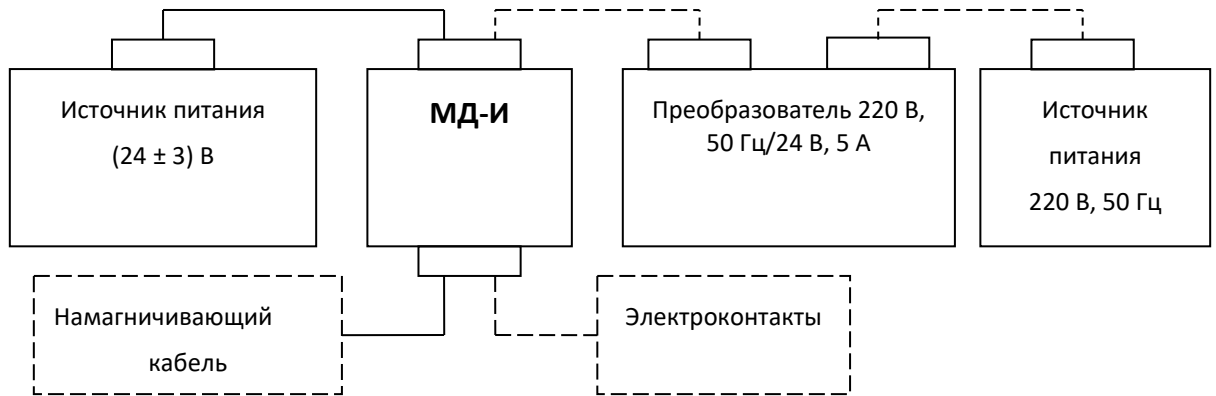 Источник питания
(24 ± 3) В
МД-И
Преобразователь 220 В,
50 Гц/24 В, 5 А
Источник
питания
220 В, 50 Гц
Намагничивающий
кабель
Электроконтакты